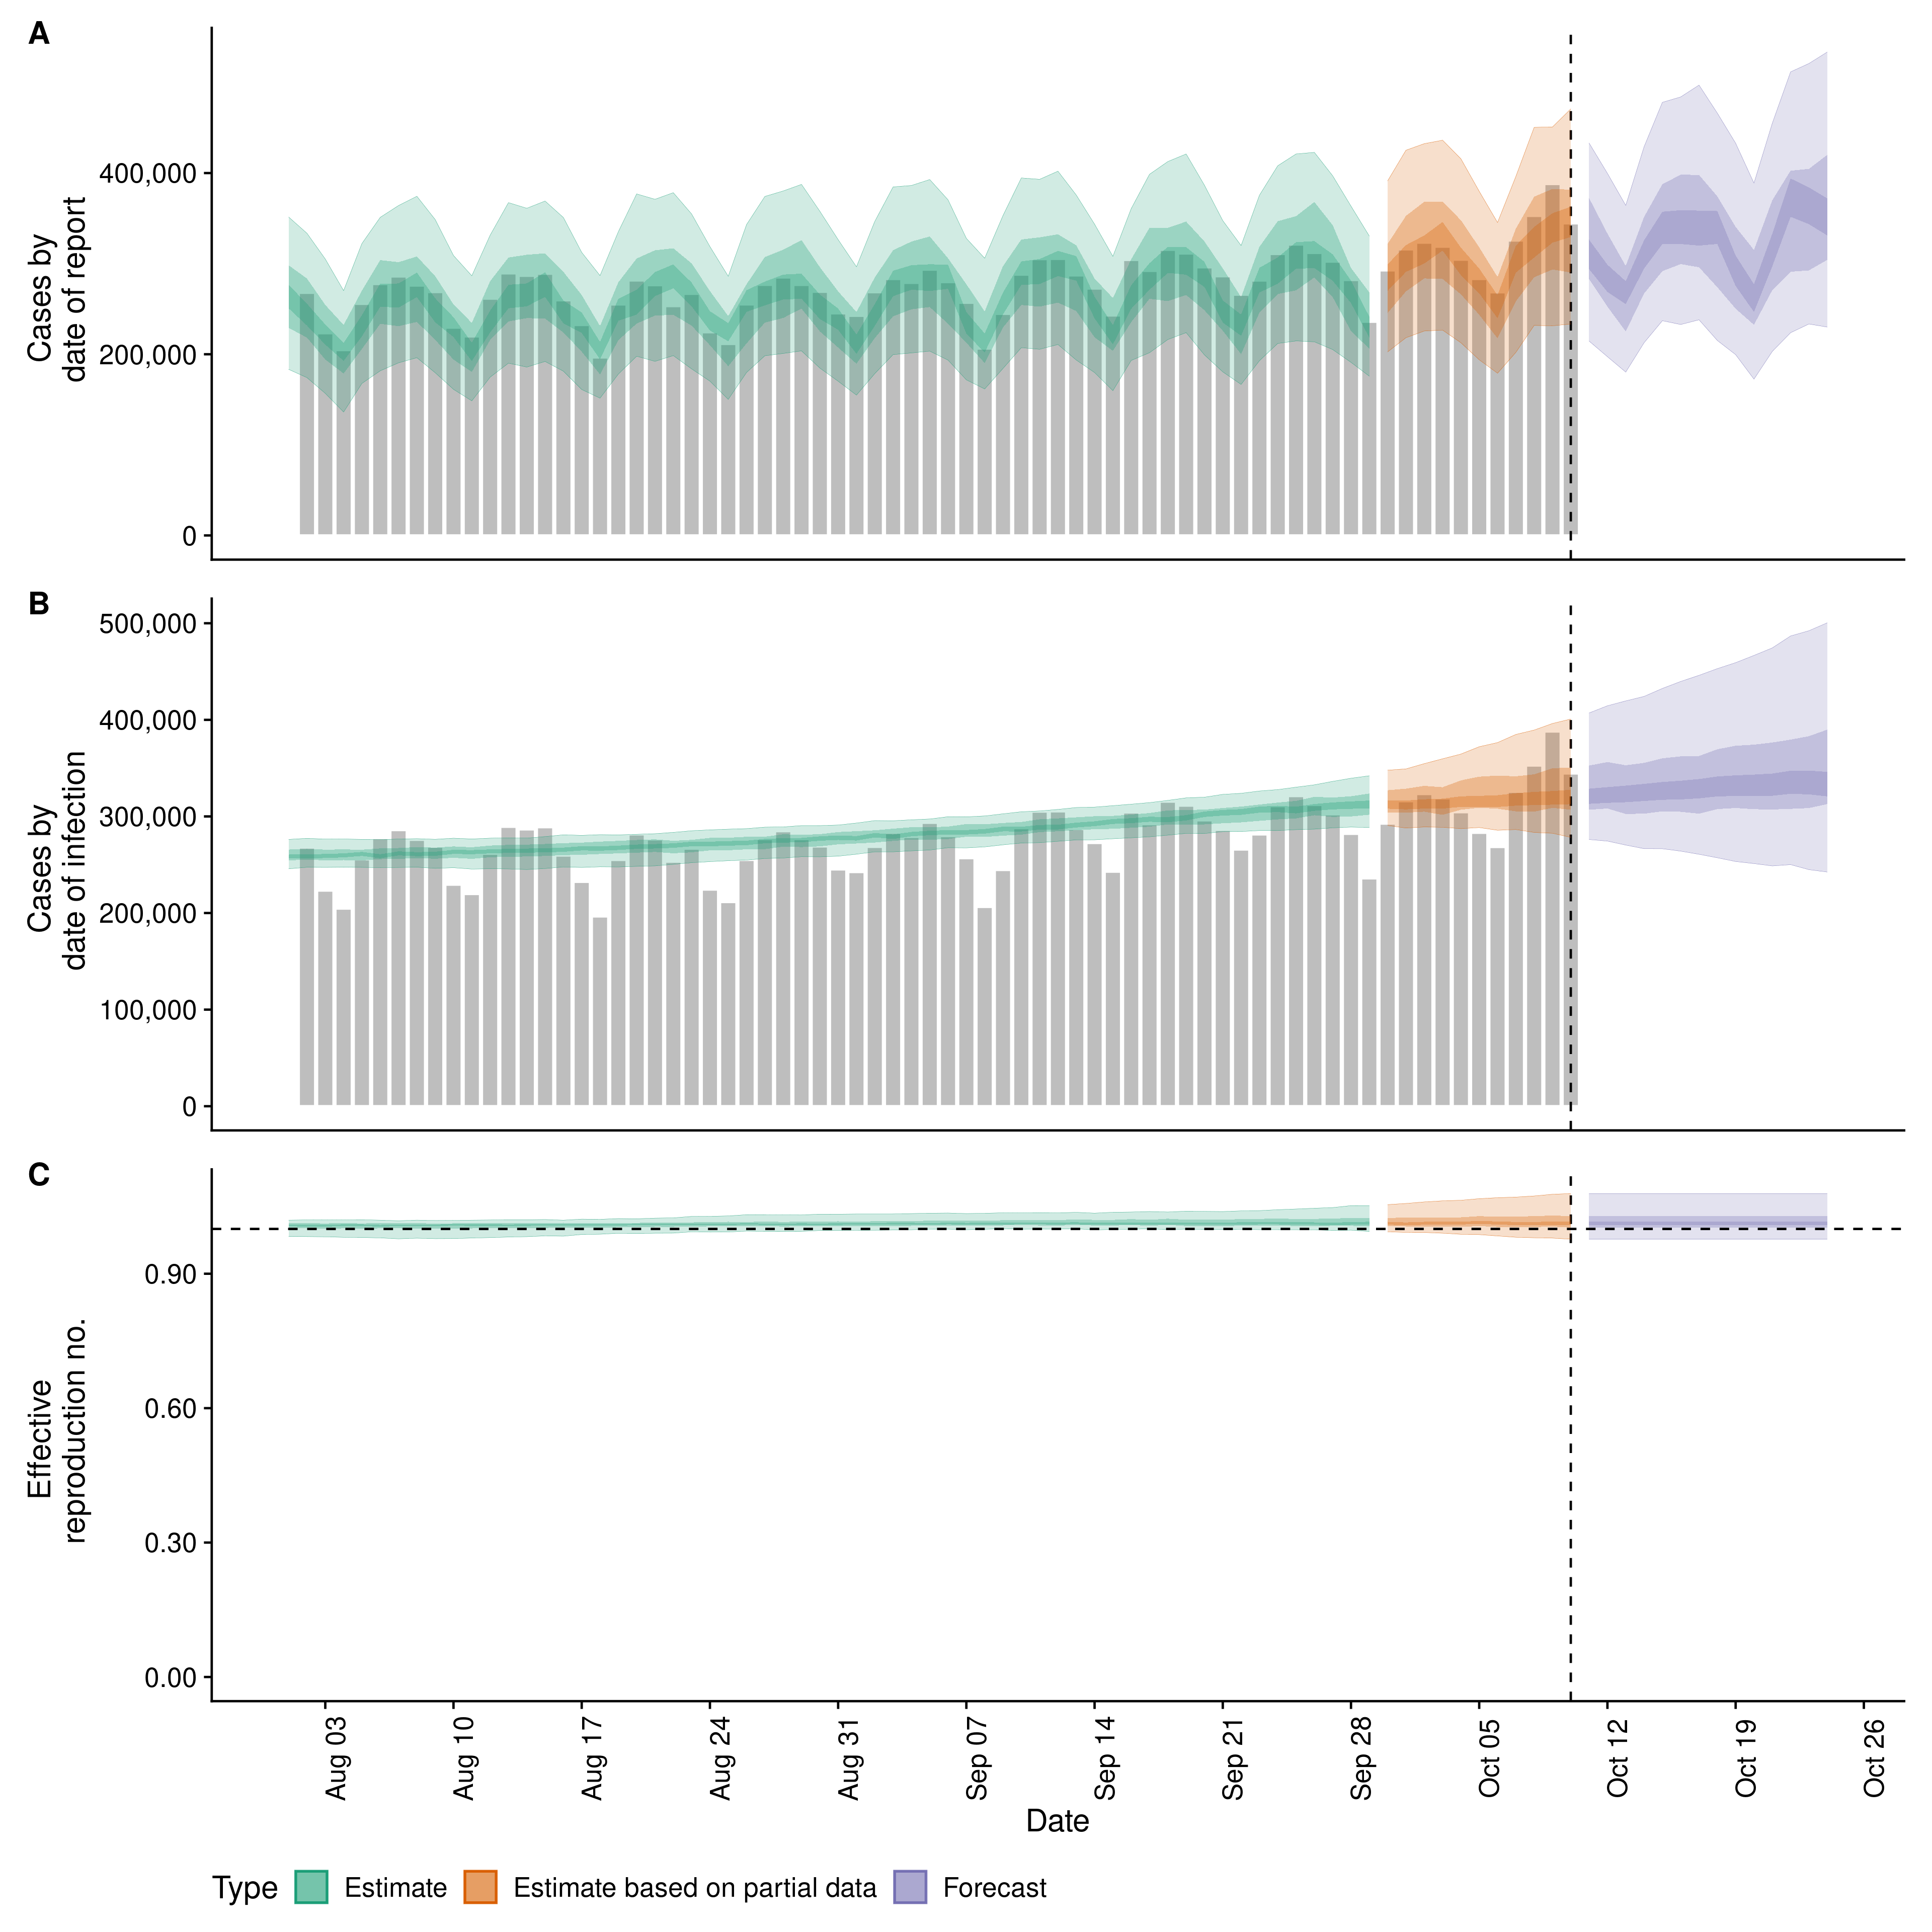 A
Cases by
date of report
400,000
200,000
0
B
Cases by
date of infection
500,000
400,000
300,000
200,000
100,000
0
C
Effective
reproduction no.
0.90
0.60
0.30
0.00
Aug 03
Aug 10
Aug 17
Aug 24
Aug 31
Sep 07
Sep 14
Sep 21
Sep 28
Oct 05
Oct 12
Oct 19
Oct 26
Date
Type Estimate Estimate based on partial data Forecast